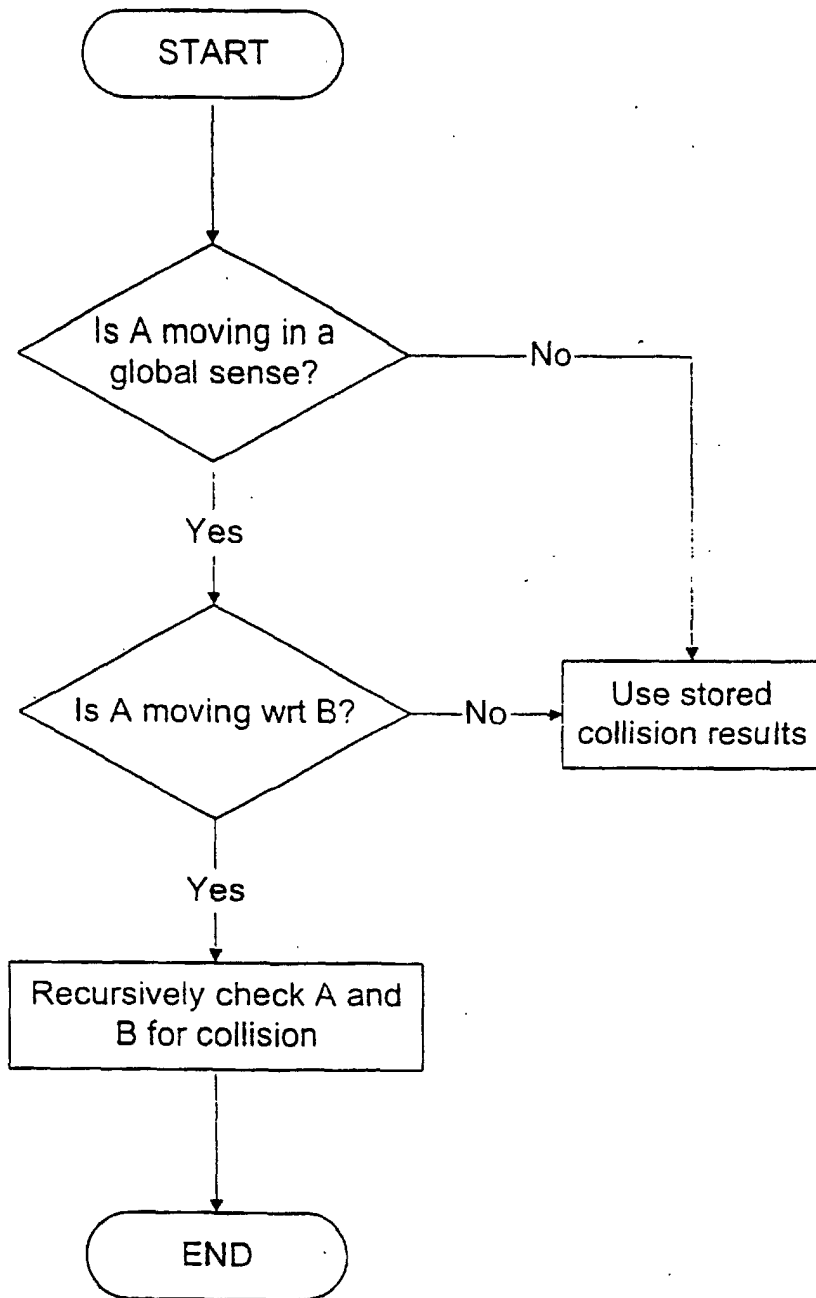 START
Is A moving in a
global sense?
No
Yes
Is A moving wrt B?
No
Use stored
collision results
Yes
Recursively check A and
B for collision
END